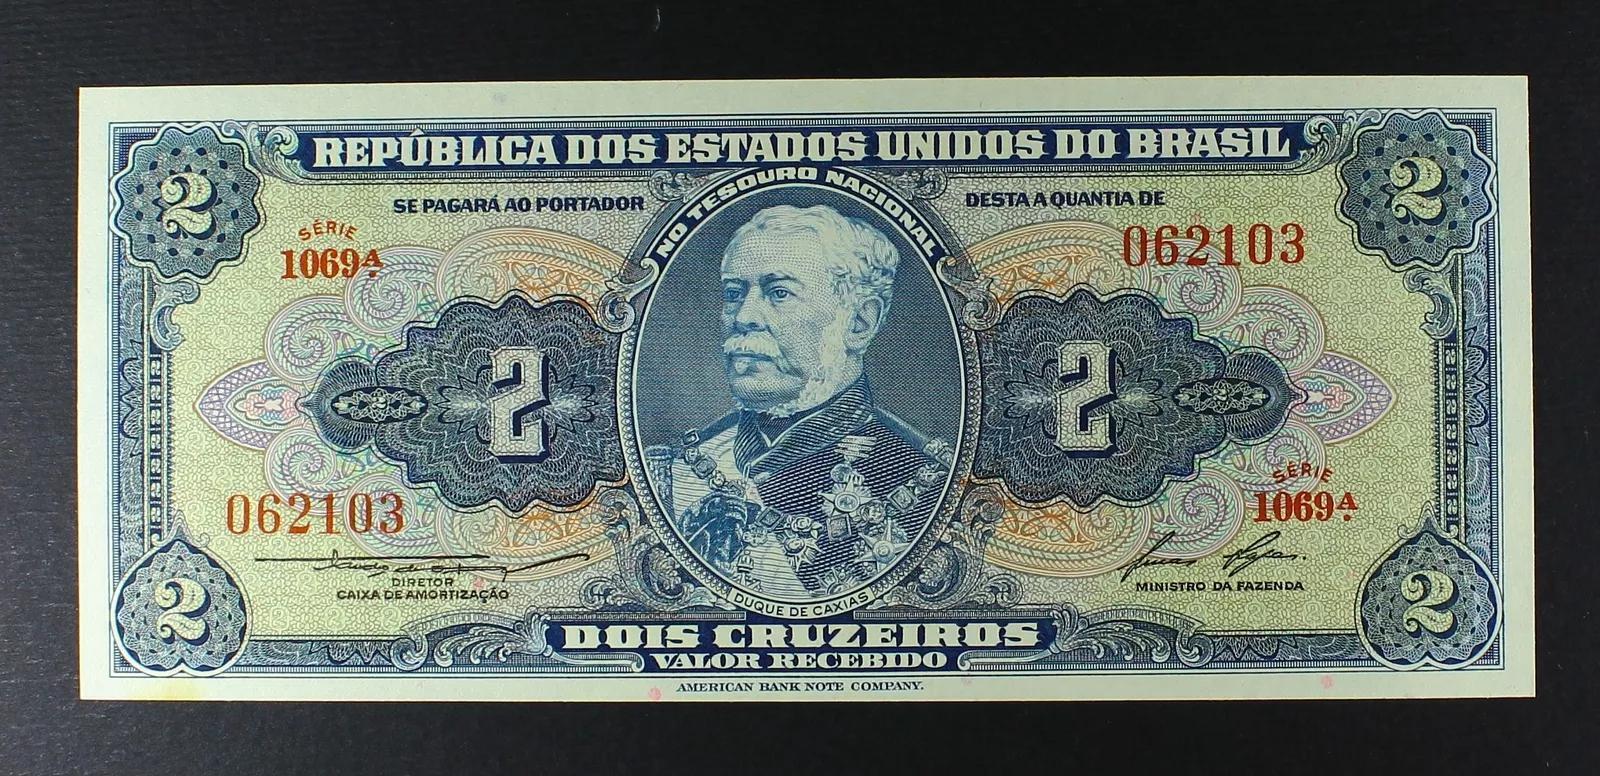 REPÚBLICA DOS ESTADOS UNIDOS DO BRASIL
2
2
SE PAGARÁ AO PORTADOR
NO TESOURO NACIONAL
DESTA A QUANTIA DE
SÉRIE
1069A
062103
2
2
062103
SÉRIE
1069A
DIRETOR
CAIXA DE AMORTIZAÇÃO
MINISTRO DA FAZENDA
DUQUE DE CAXIAS
2
2
DOIS CRUZEIROS
VALOR RECEBIDO
AMERICAN BANK NOTE COMPANY.